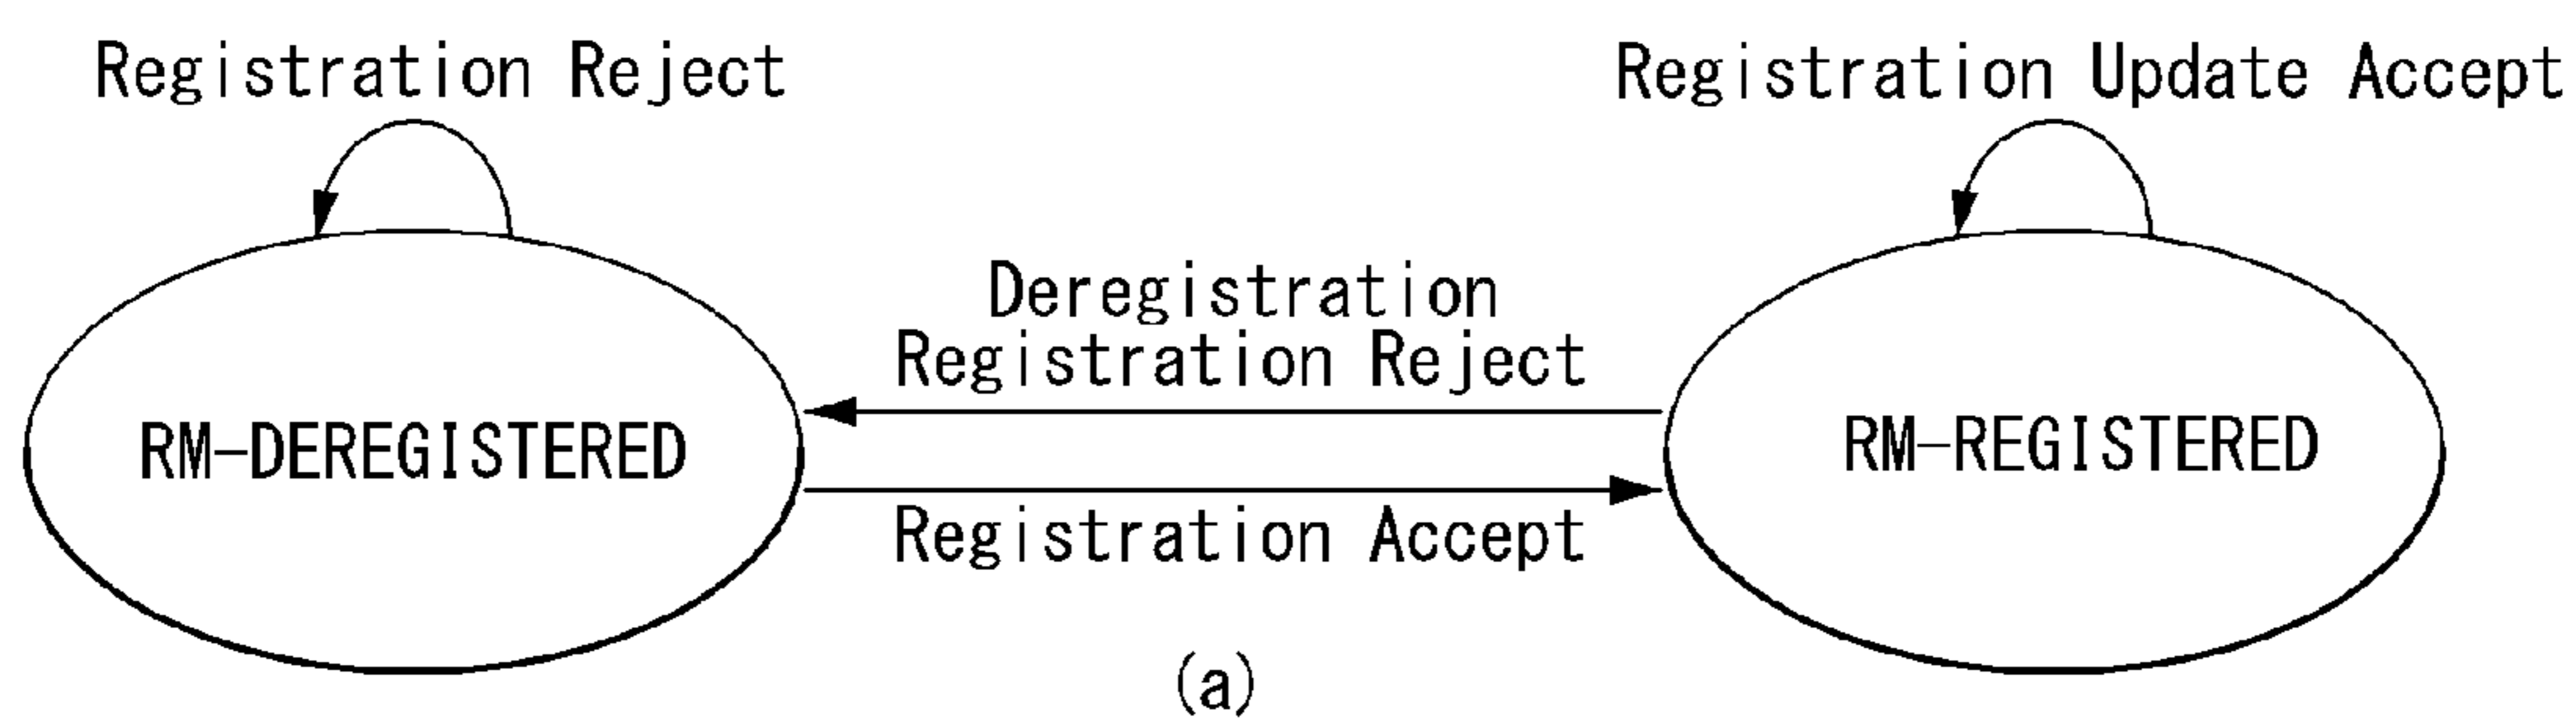 Registration Reject
Registration Update Accept
Deregistration
Registration Reject
RM-DEREGISTERED
RM-REGISTERED
Registration Accept
(a)